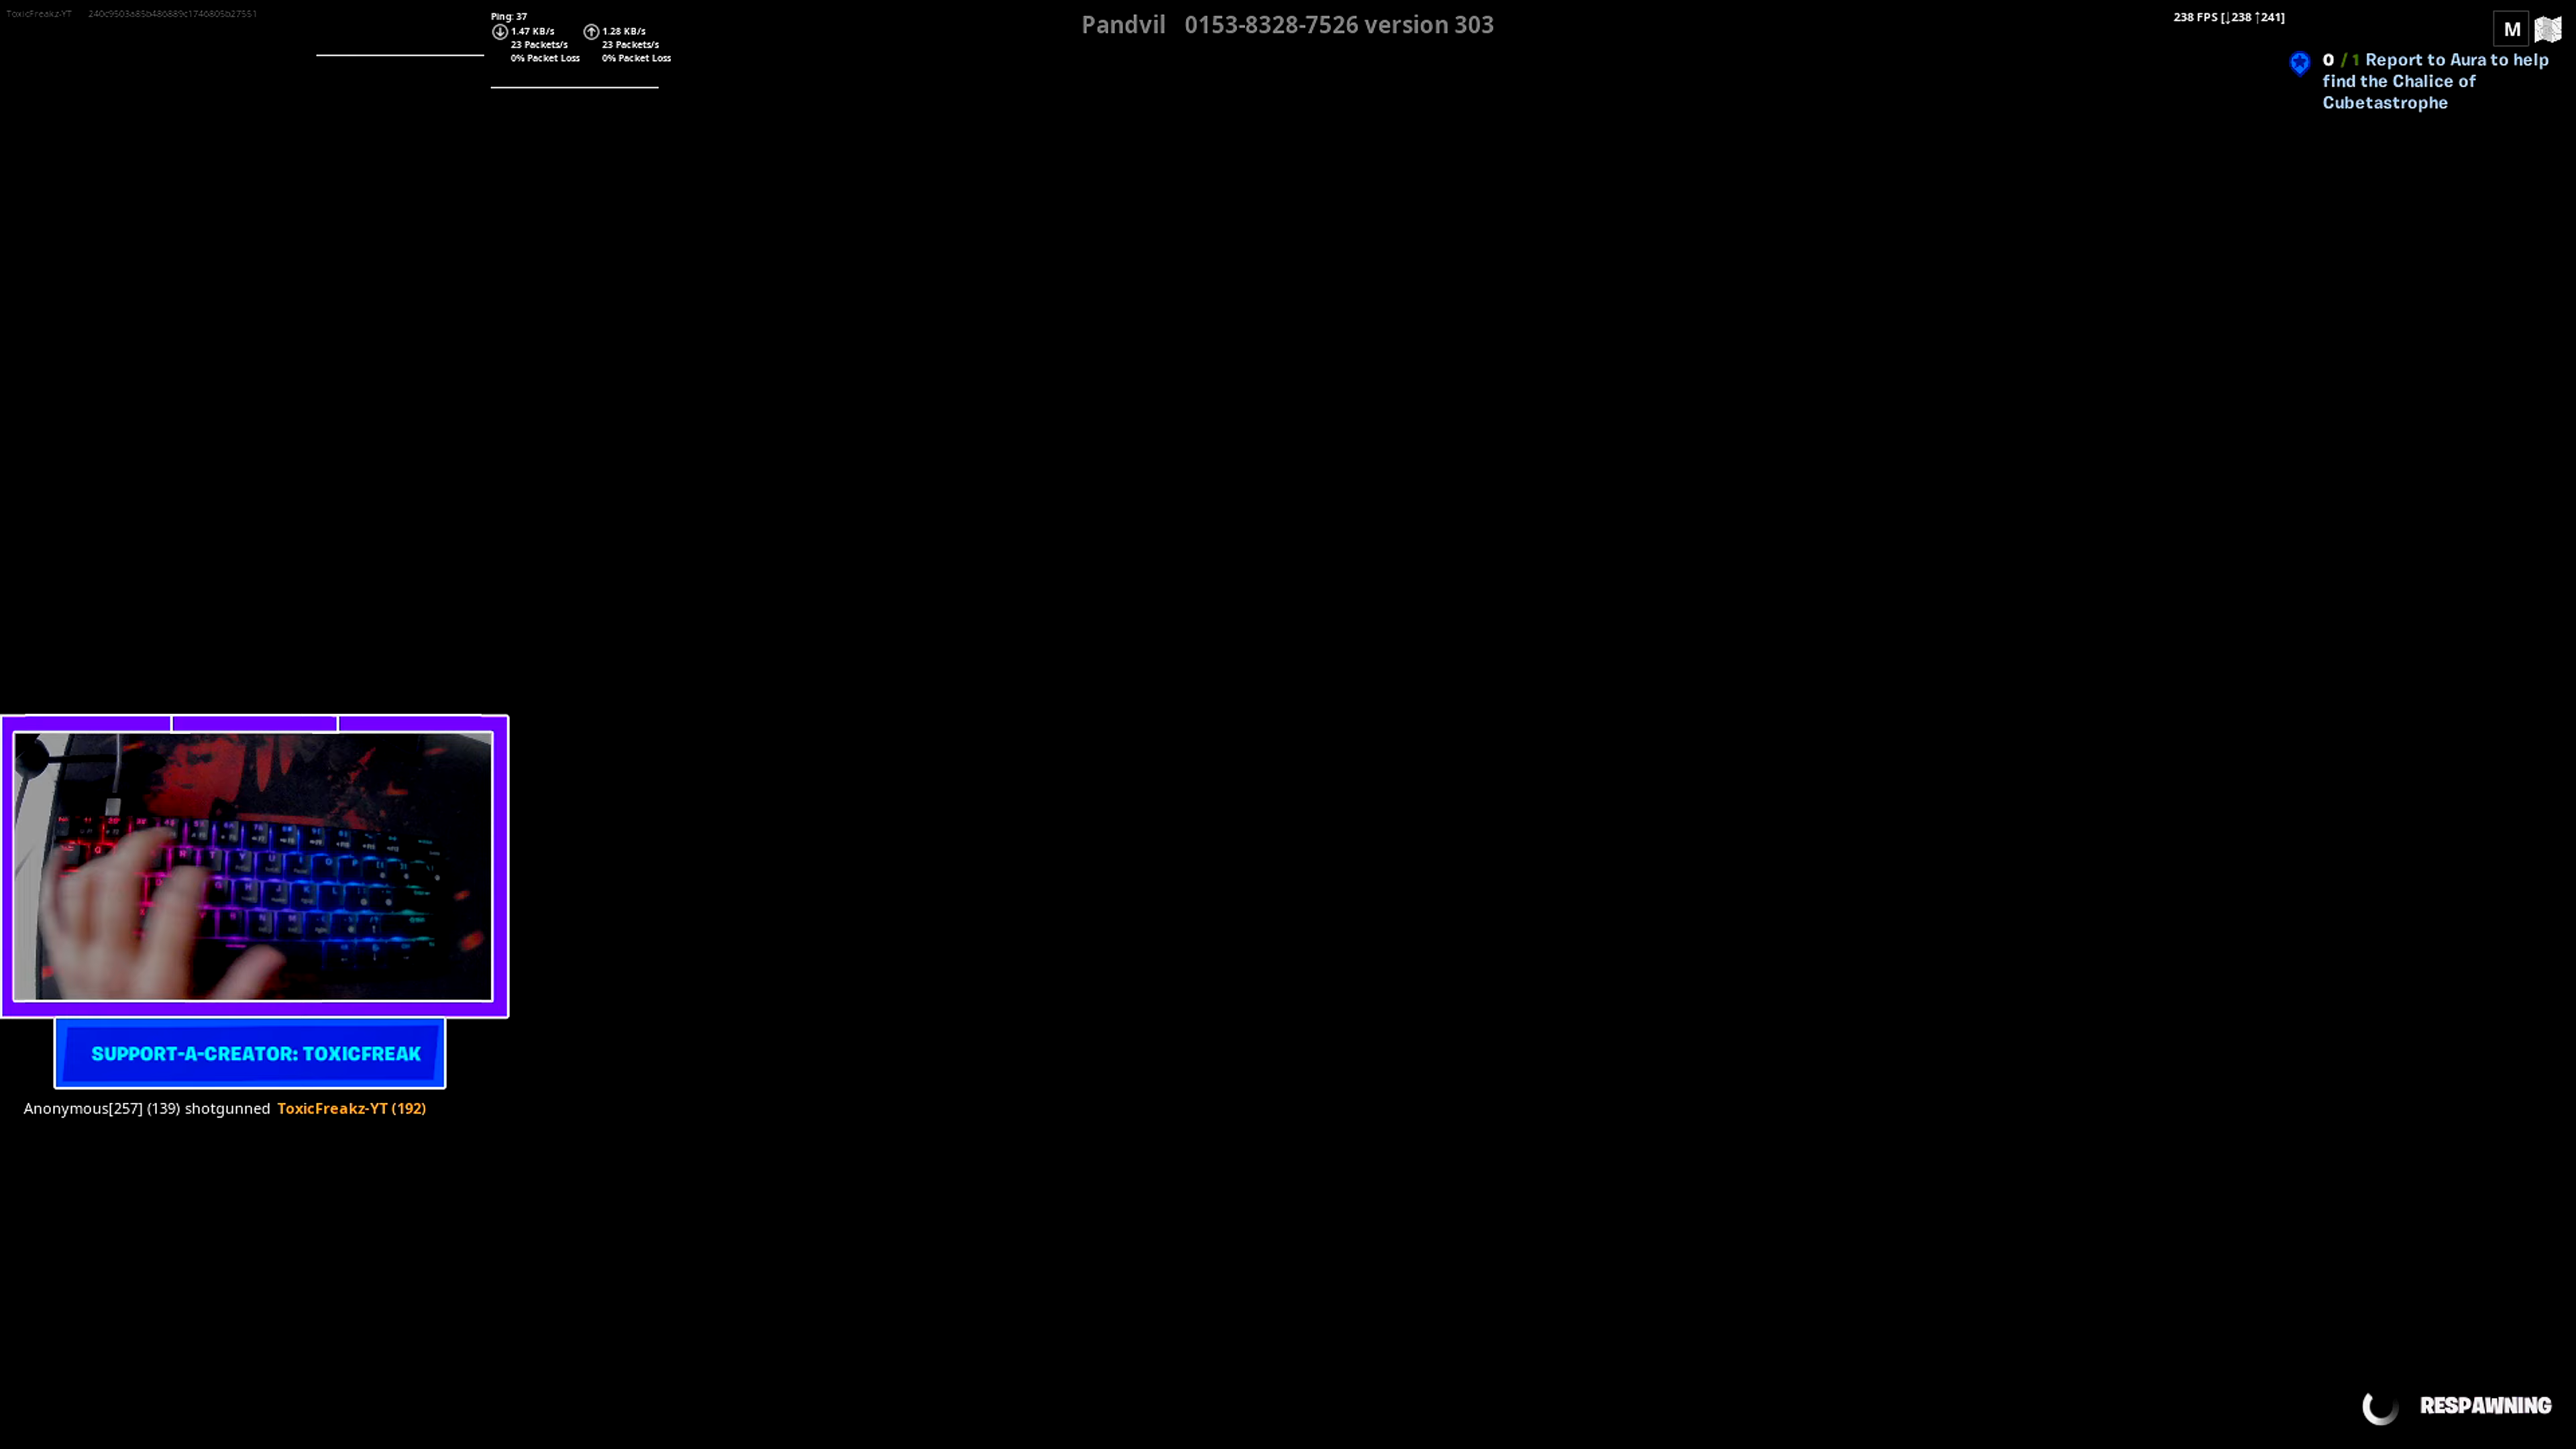 ToxicFreakz-YT
Ping: 37
1.47 KB/s 1.28 KB/s
23 Packets/s 23 Packets/s
0% Packet Loss 0% Packet Loss
Pandvil 0153-8328-7526 version 303
238 FPS [↓238 ↑241]
M
0 / 1 Report to Aura to help
find the Chalice of
Cubetastrophe
SUPPORT-A-CREATOR: TOXICFREAK
Anonymous[257] (139) shotgunned ToxicFreakz-YT (192)
RESPAWNING